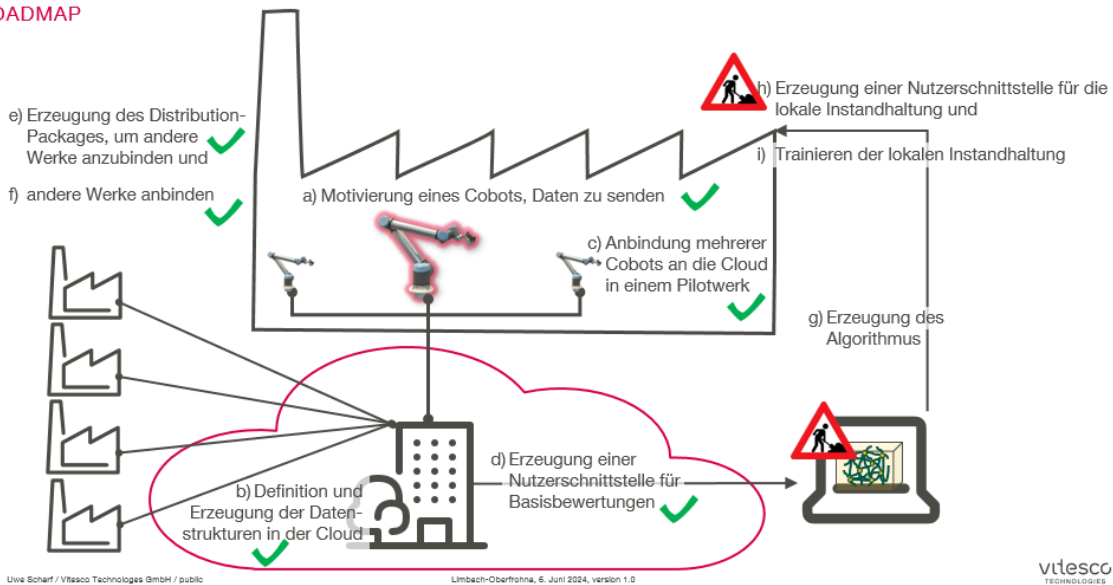 OADMAP
e) Erzeugung des Distribution-
Packages, um andere
Werke anzubinden und
f) andere Werke anbinden
a) Motivierung eines Cobots, Daten zu senden
c) Anbindung mehrerer
Cobots an die Cloud
in einem Pilotwerk
h) Erzeugung einer Nutzerschnittstelle für die
lokale Instandhaltung und
i) Trainieren der lokalen Instandhaltung
g) Erzeugung des
Algorithmus
b) Definition und
Erzeugung der Daten-
strukturen in der Cloud
d) Erzeugung einer
Nutzerschnittstelle für
Basisbewertungen
Uwe Scherf / Vitesco Technologes GmbH / public
Limbach-Oberfrohna, 6. Juni 2024, version 1.0
vitesco
TECHNOLOGIES